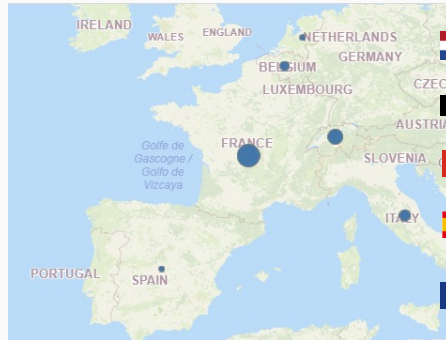 IRELAND
WALES
ENGLAND
NETHERLANDS
BELGIUM
GERMANY
LUXEMBOURG
CZEC
AUSTRIA
FRANCE
Golfe de
Gascogne /
Golfo de
Vizcaya
SLOVENIA
ITALY
PORTUGAL
SPAIN